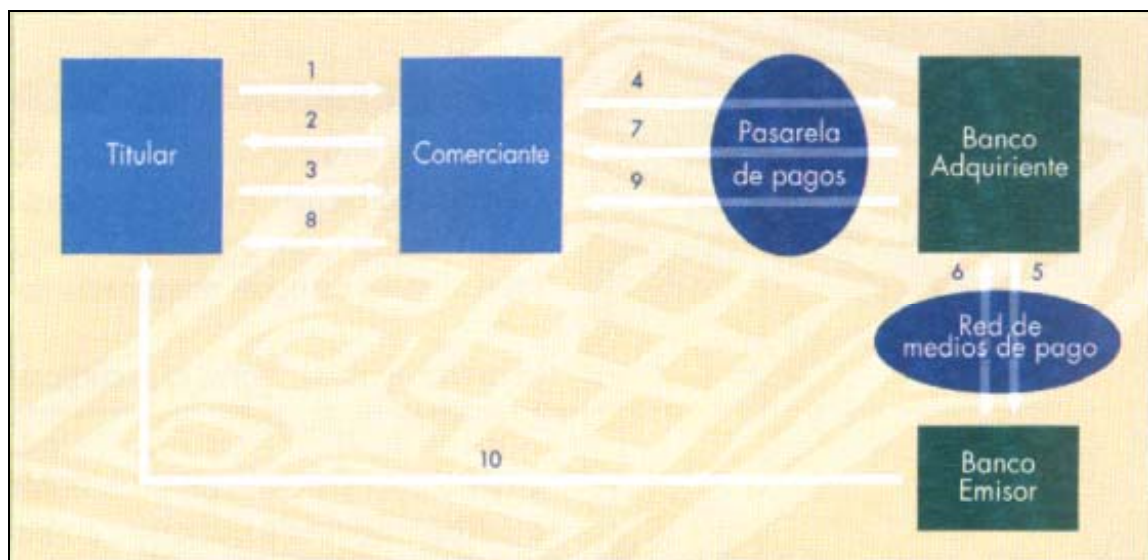 Titular
1
2
3
8
Comerciante
4
7
9
Pasarela
de pagos
Banco
Adquiriente
6
5
Red de
medios de pago
10
Banco
Emisor